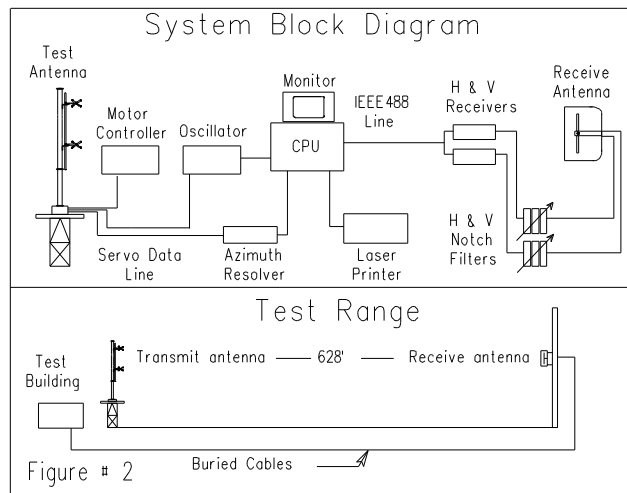 System Block Diagram
Test
Antenna
Motor
Controller
Oscillator
Monitor
CPU
IEEE488
Line
H & V
Receivers
Receive
Antenna
Servo Data
Line
Azimuth
Resolver
Laser
Printer
H & V
Notch
Filters
Test Range
Test
Building
Transmit antenna
628'
Receive antenna
Buried Cables
Figure # 2